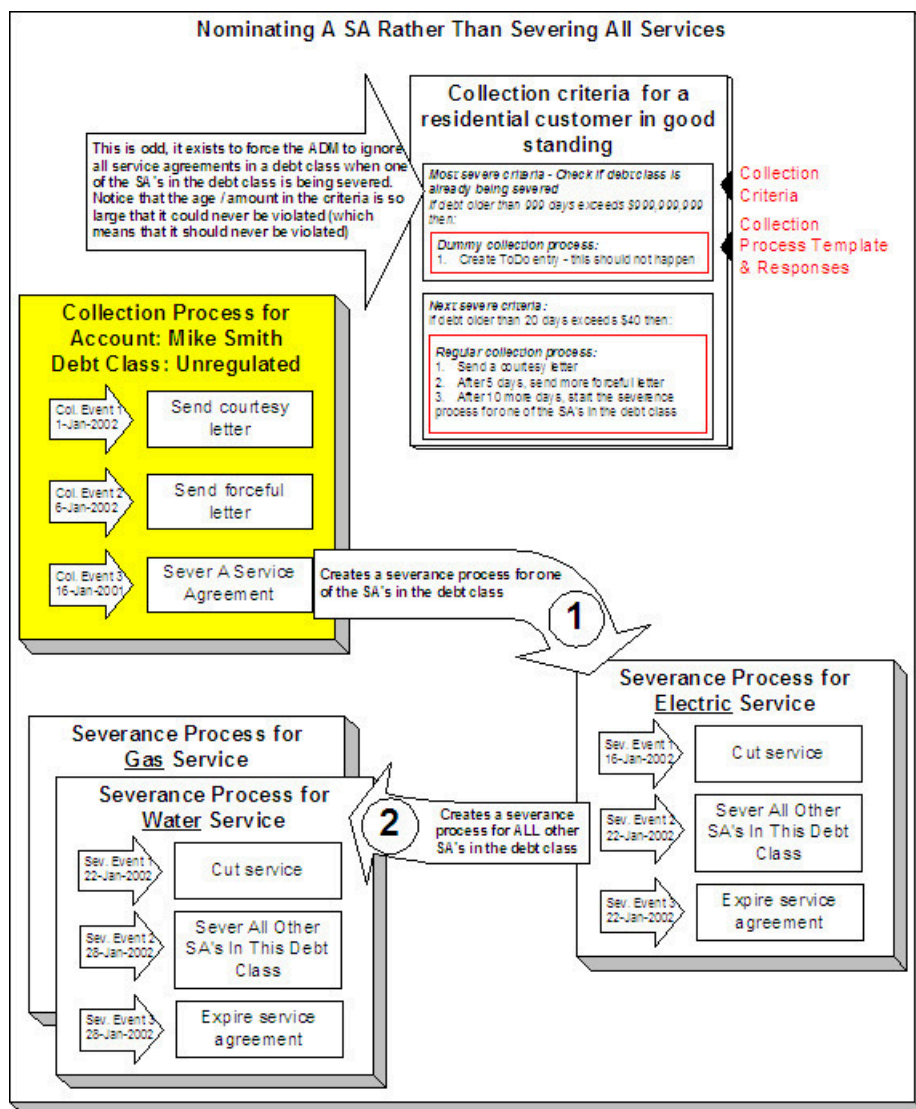 Nominating A SA Rather Than Severing All Services
This is odd, it exists to force the ADM to ignore
all service agreements in a debt class when one
of the SA's in the debt class is being severed.
Notice that the age / amount in the criteria is so
large that it could never be violated (which
means that it should never be violated)
Collection criteria for a
residential customer in good
standing
Most severe criteria - Check if debt class is
already being severed
If debt older than 999 days exceeds $999,999,999
then:
Dummy collection process:
1. Create ToDo entry - this should not happen
Next severe criteria:
If debt older than 20 days exceeds $40 then:
Regular collection process:
1. Send a courtesy letter
2. After 5 days, send more forceful letter
3. After 10 more days, start the severence
process for one of the SA's in the debt class
Collection
Criteria
Collection
Process Template
& Responses
Collection Process for
Account: Mike Smith
Debt Class: Unregulated
Col. Event 1
1-Jan-2002
Send courtesy
letter
Col. Event 2
6-Jan-2002
Send forceful
letter
Col. Event 3
16-Jan-2001
Sever A Service
Agreement
Creates a severance process for one
of the SA's in the debt class
1
Severance Process for
Electric Service
Sev. Event 1
16-Jan-2002
Cut service
Sev. Event 2
22-Jan-2002
Sever All Other
SA's In This Debt
Class
Sev. Event 3
22-Jan-2002
Expire service
agreement
2
Creates a severance
process for ALL other
SA's in the debt class
Severance Process for
Gas Service
Severance Process for
Water Service
Sev. Event 1
22-Jan-2002
Cut service
Sev. Event 2
28-Jan-2002
Sever All Other
SA's In This Debt
Class
Sev. Event 3
28-Jan-2002
Expire service
agreement